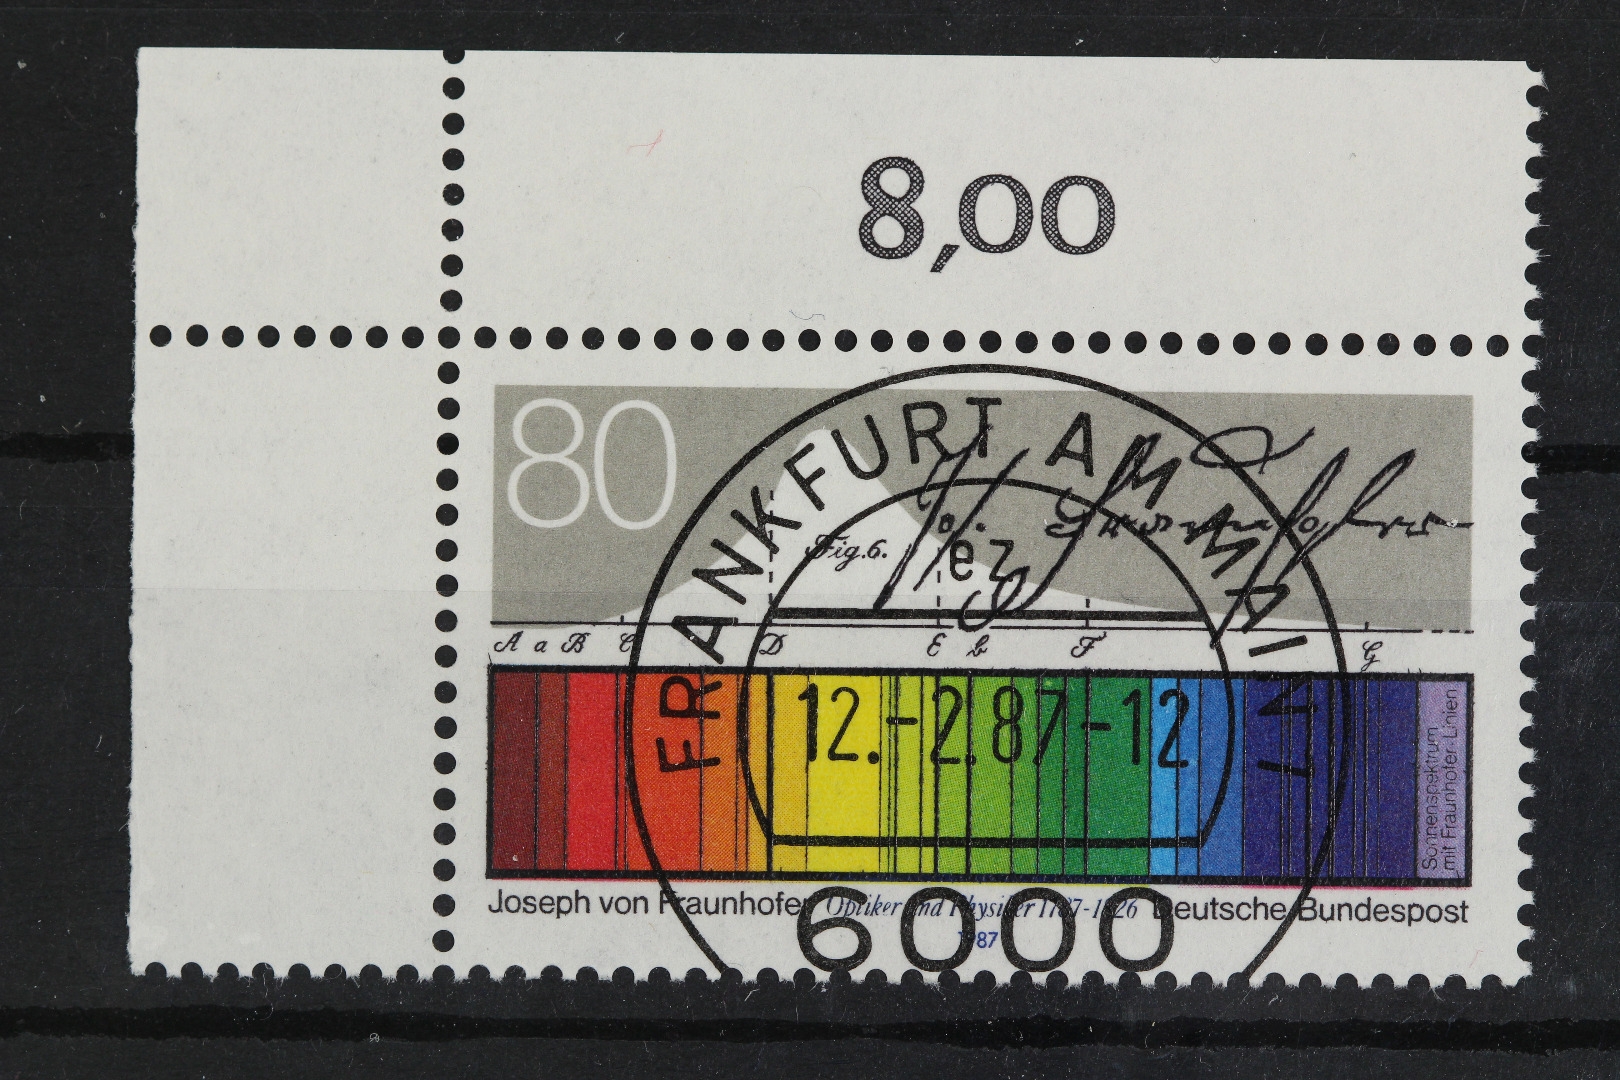 8,00
80
FRANKFURT AM MAIN
Fig.6.
ez
A a B C D E b F G
12.-2.87-12
Sonnenspektrum
mit Fraunhofer-Linien
Joseph von Fraunhofer Optiker und Physiker 1787-1826 Deutsche Bundespost
1987
6000